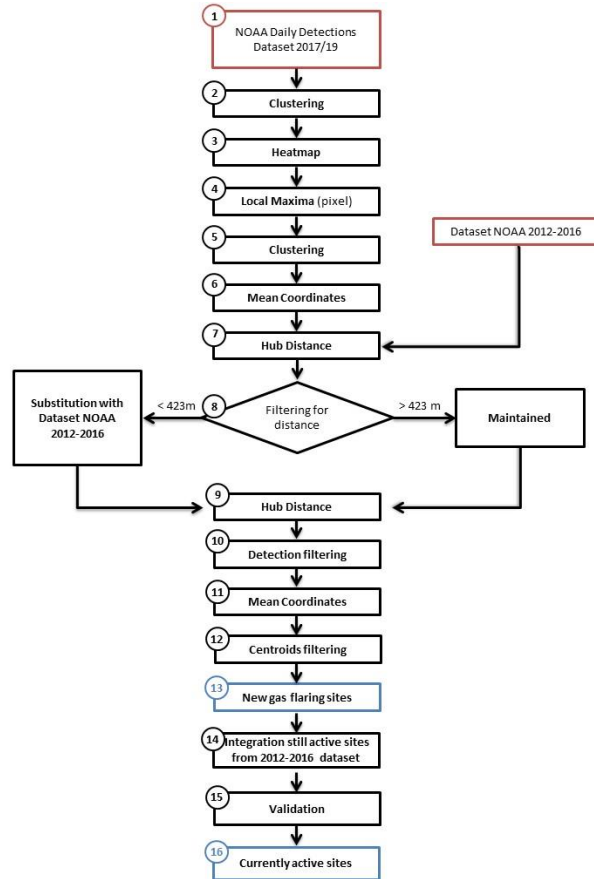 1
NOAA Daily Detections
Dataset 2017/19
2
Clustering
3
Heatmap
4
Local Maxima (pixel)
5
Clustering
Dataset NOAA 2012-2016
6
Mean Coordinates
7
Hub Distance
Substitution with
Dataset NOAA
2012-2016
< 423m
8
Filtering for
distance
> 423 m
Maintained
9
Hub Distance
10
Detection filtering
11
Mean Coordinates
12
Centroids filtering
13
New gas flaring sites
14
Integration still active sites
from 2012-2016 dataset
15
Validation
16
Currently active sites